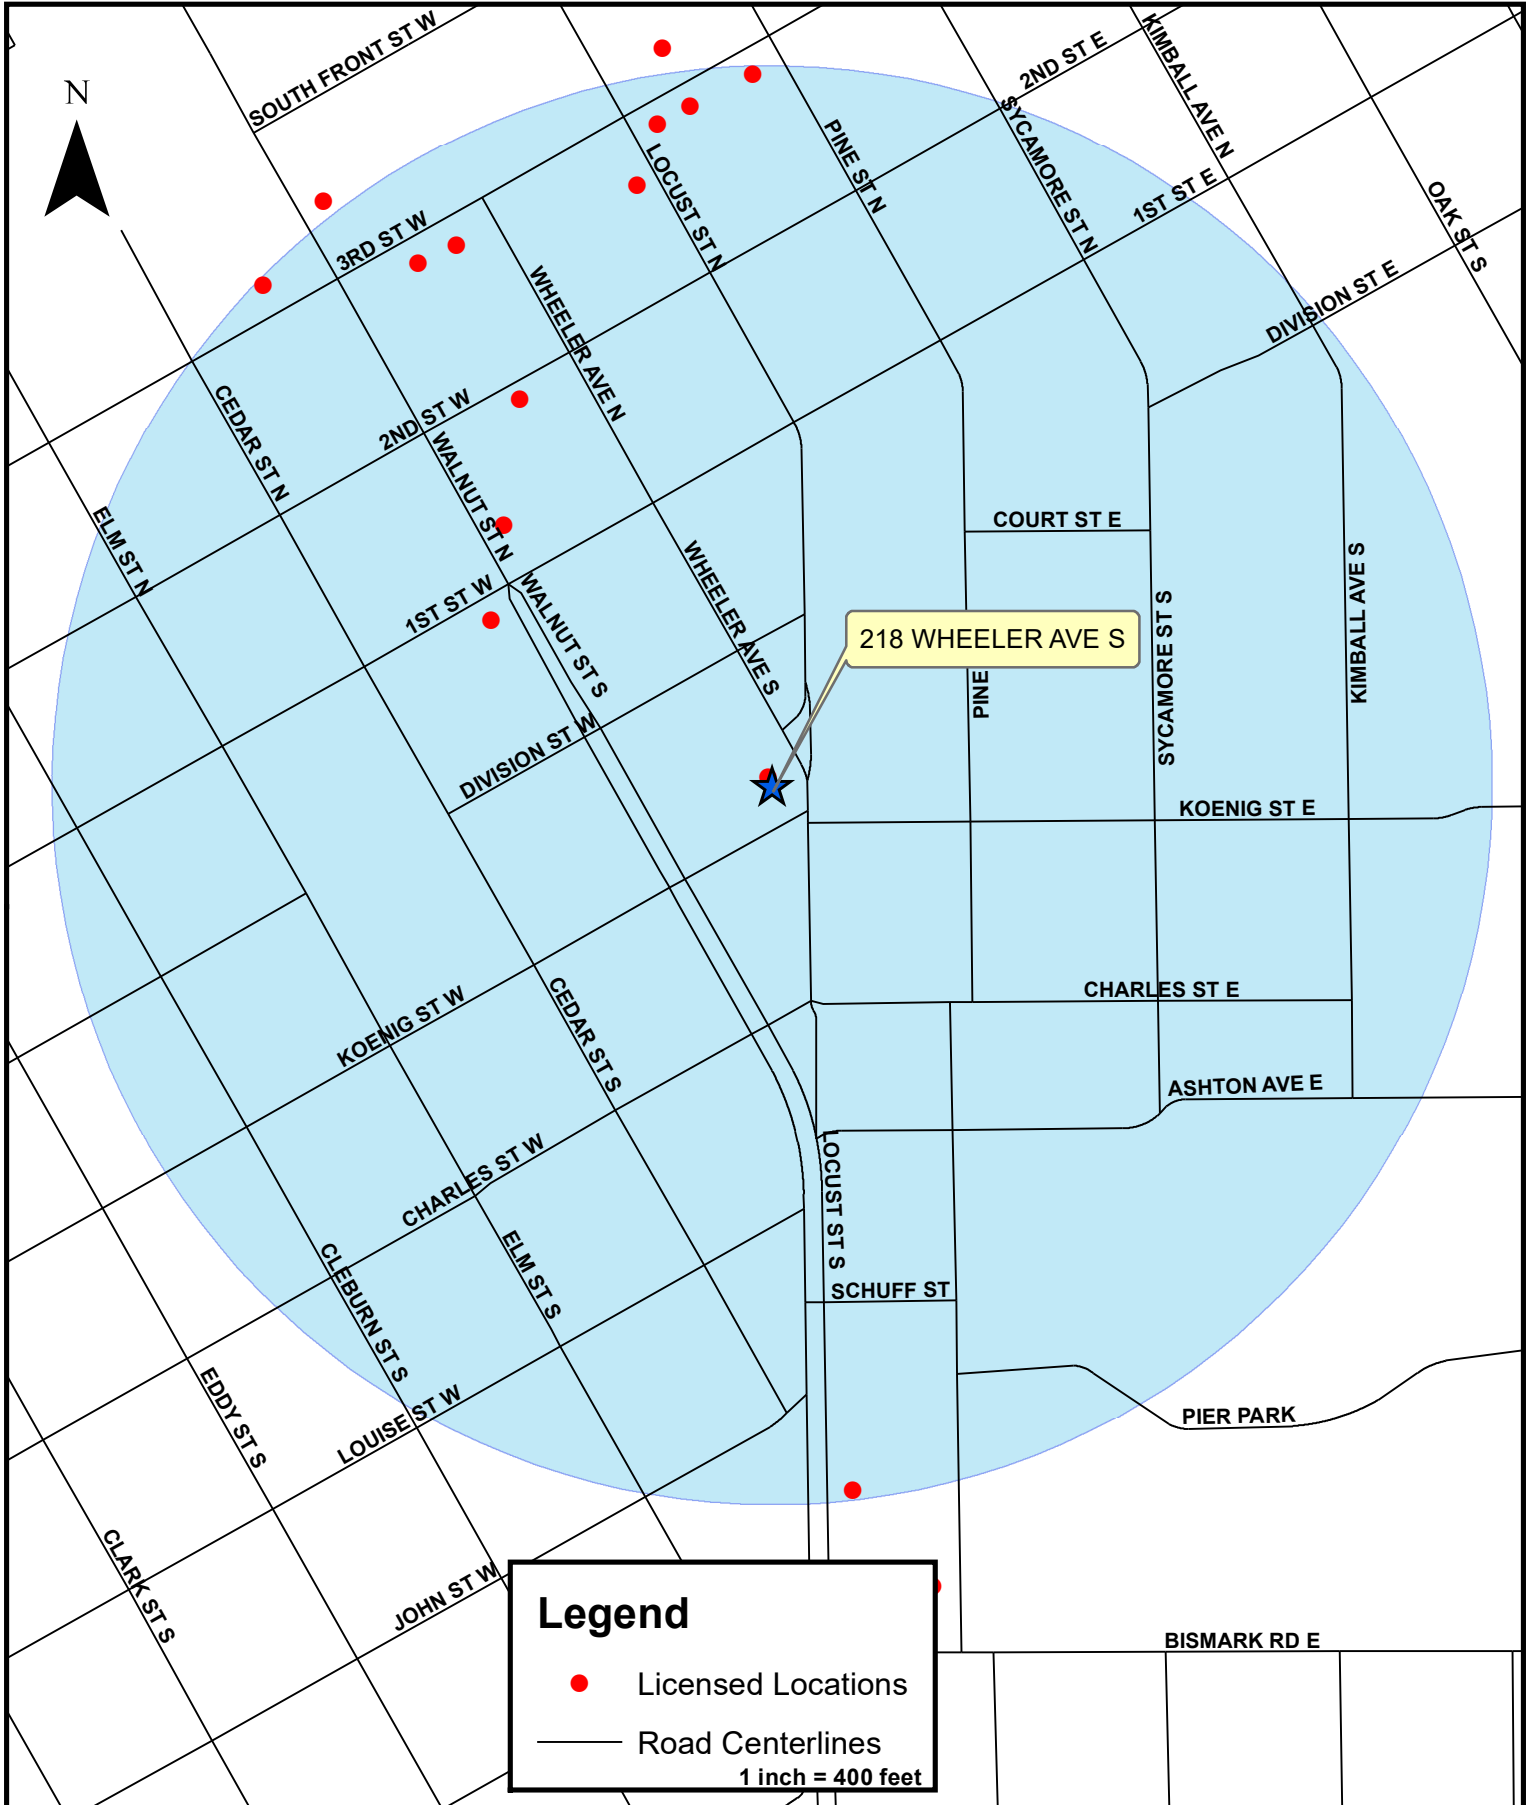 SOUTH FRONT ST W
2ND ST E
KIMBALL AVE N
N
SYCAMORE ST N
PINE ST N
LOCUST ST N
1ST ST E
OAK ST S
3RD ST W
DIVISION ST E
WHEELER AVE N
CEDAR ST N
2ND ST W
WALNUT ST N
ELM ST N
COURT ST E
WHEELER AVE S
KIMBALL AVE S
1ST ST W
WALNUT ST S
SYCAMORE ST S
218 WHEELER AVE S
PINE
DIVISION ST W
KOENIG ST E
KOENIG ST W
CEDAR ST S
CHARLES ST E
ASHTON AVE E
CHARLES ST W
LOCUST ST S
ELM ST S
CLEBURN ST S
SCHUFF ST
EDDY ST S
LOUISE ST W
PIER PARK
CLARK ST S
JOHN ST W
BISMARK RD E
Legend
Licensed Locations
Road Centerlines
1 inch = 400 feet